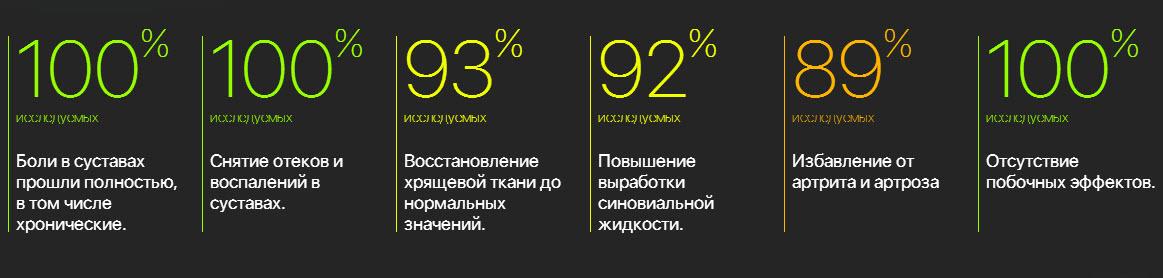 100%
исследуемых
Боли в суставах
прошли полностью,
в том числе
хронические.
100%
исследуемых
Снятие отеков и
воспалений в
суставах.
93%
исследуемых
Восстановление
хрящевой ткани до
нормальных
значений.
92%
исследуемых
Повышение
выработки
синовиальной
жидкости.
89%
исследуемых
Избавление от
артрита и артроза
100%
исследуемых
Отсутствие
побочных эффектов.